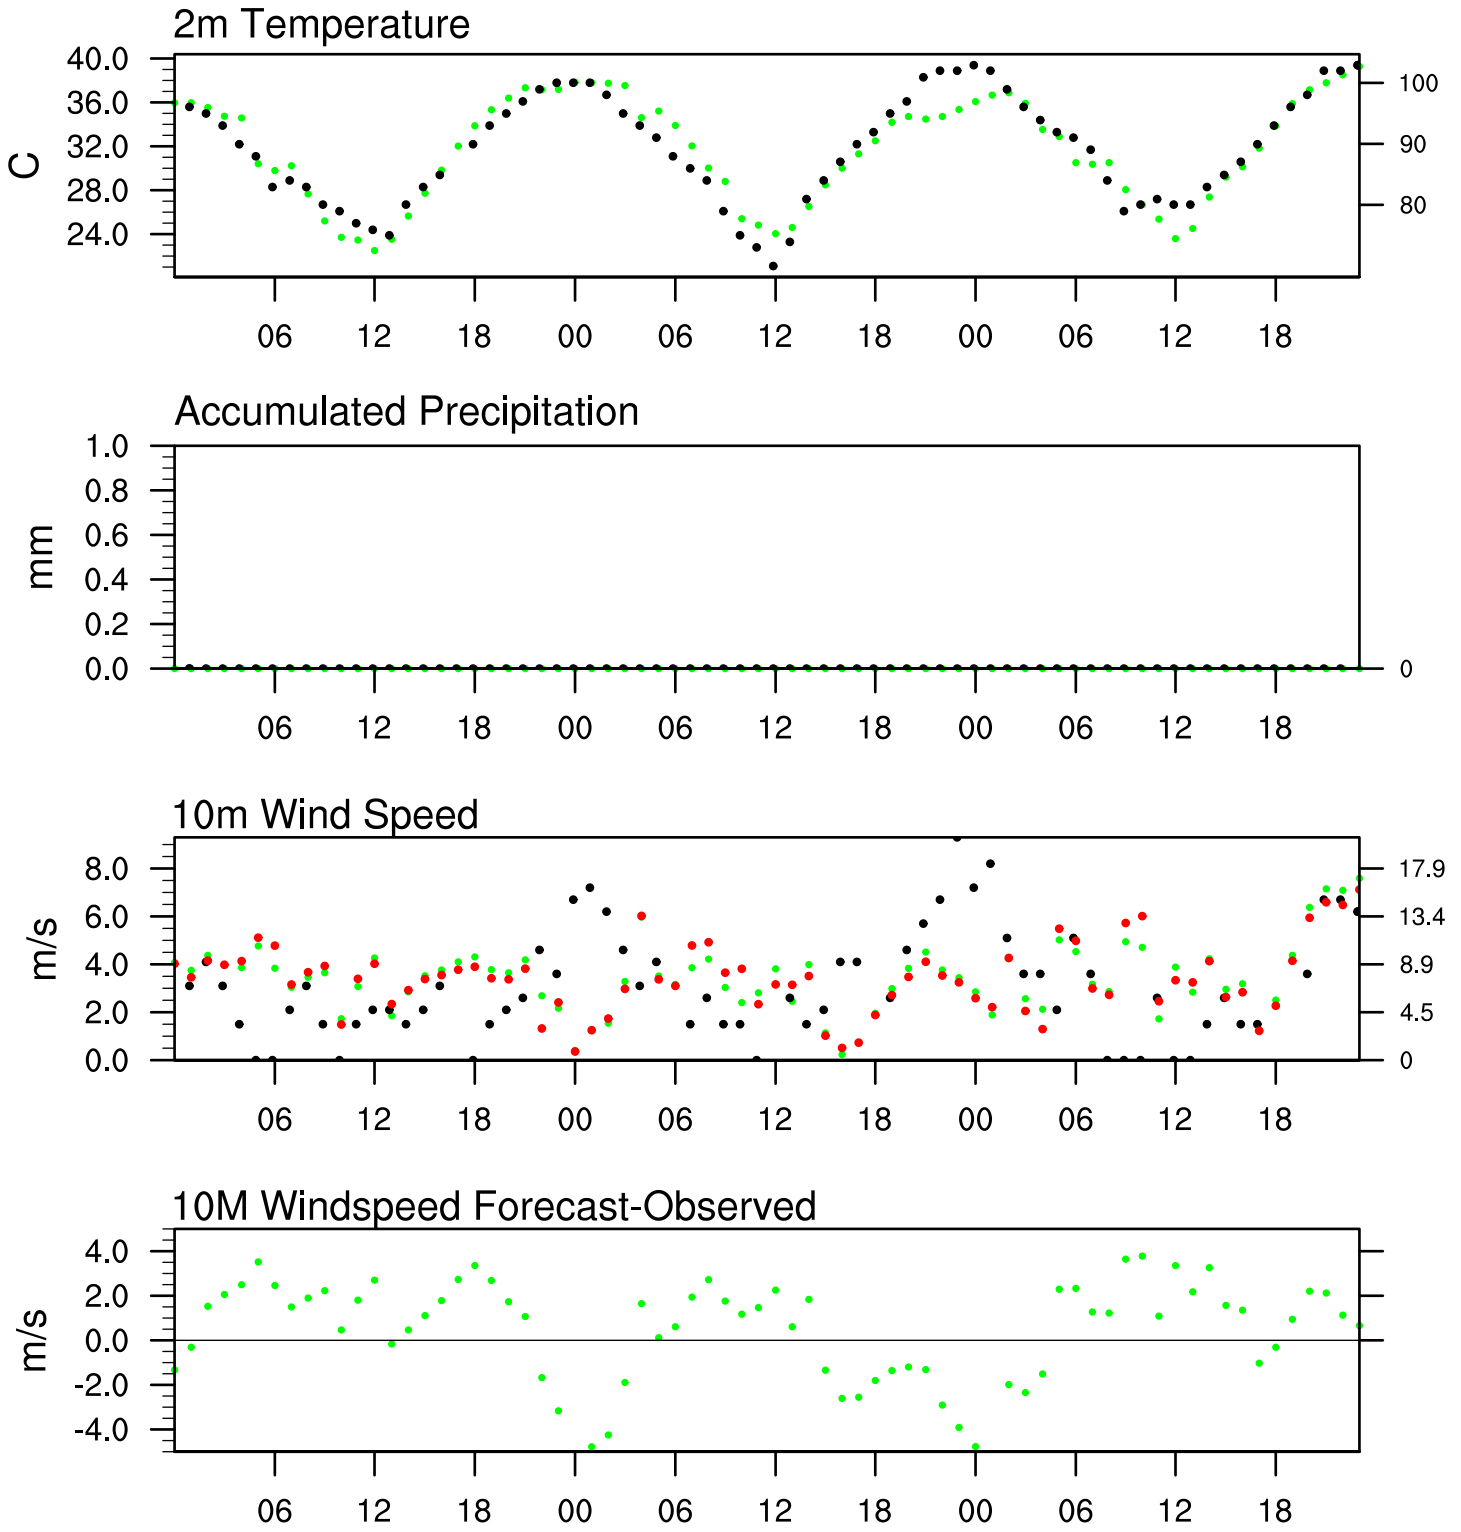 2m Temperature
40.0
36.0
32.0
28.0
24.0
C
100
90
80
06 12 18 00 06 12 18 00 06 12 18
Accumulated Precipitation
1.0
0.8
0.6
0.4
0.2
0.0
mm
0
06 12 18 00 06 12 18 00 06 12 18
10m Wind Speed
8.0
6.0
4.0
2.0
0.0
m/s
17.9
13.4
8.9
4.5
0
06 12 18 00 06 12 18 00 06 12 18
10M Windspeed Forecast-Observed
4.0
2.0
0.0
-2.0
-4.0
m/s
06 12 18 00 06 12 18 00 06 12 18